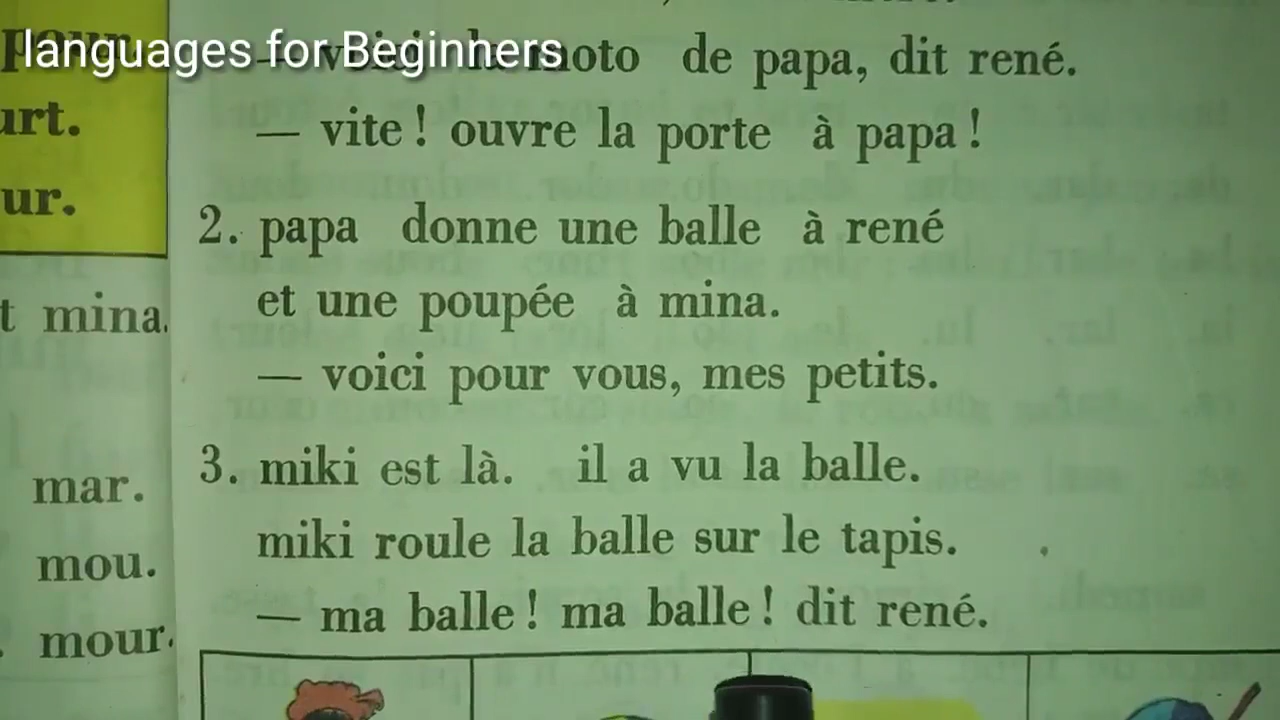 languages for Beginhers
la moto de papa, dit rené.
— vite ! ouvre la porte à papa !
2. papa donne une balle à rené
et une poupée à mina.
— voici pour vous, mes petits.
3. miki est là. il a vu la balle.
miki roule la balle sur le tapis.
— ma balle ! ma balle ! dit rené.
urt.
ur.
t mina.
mar.
mou.
mour.